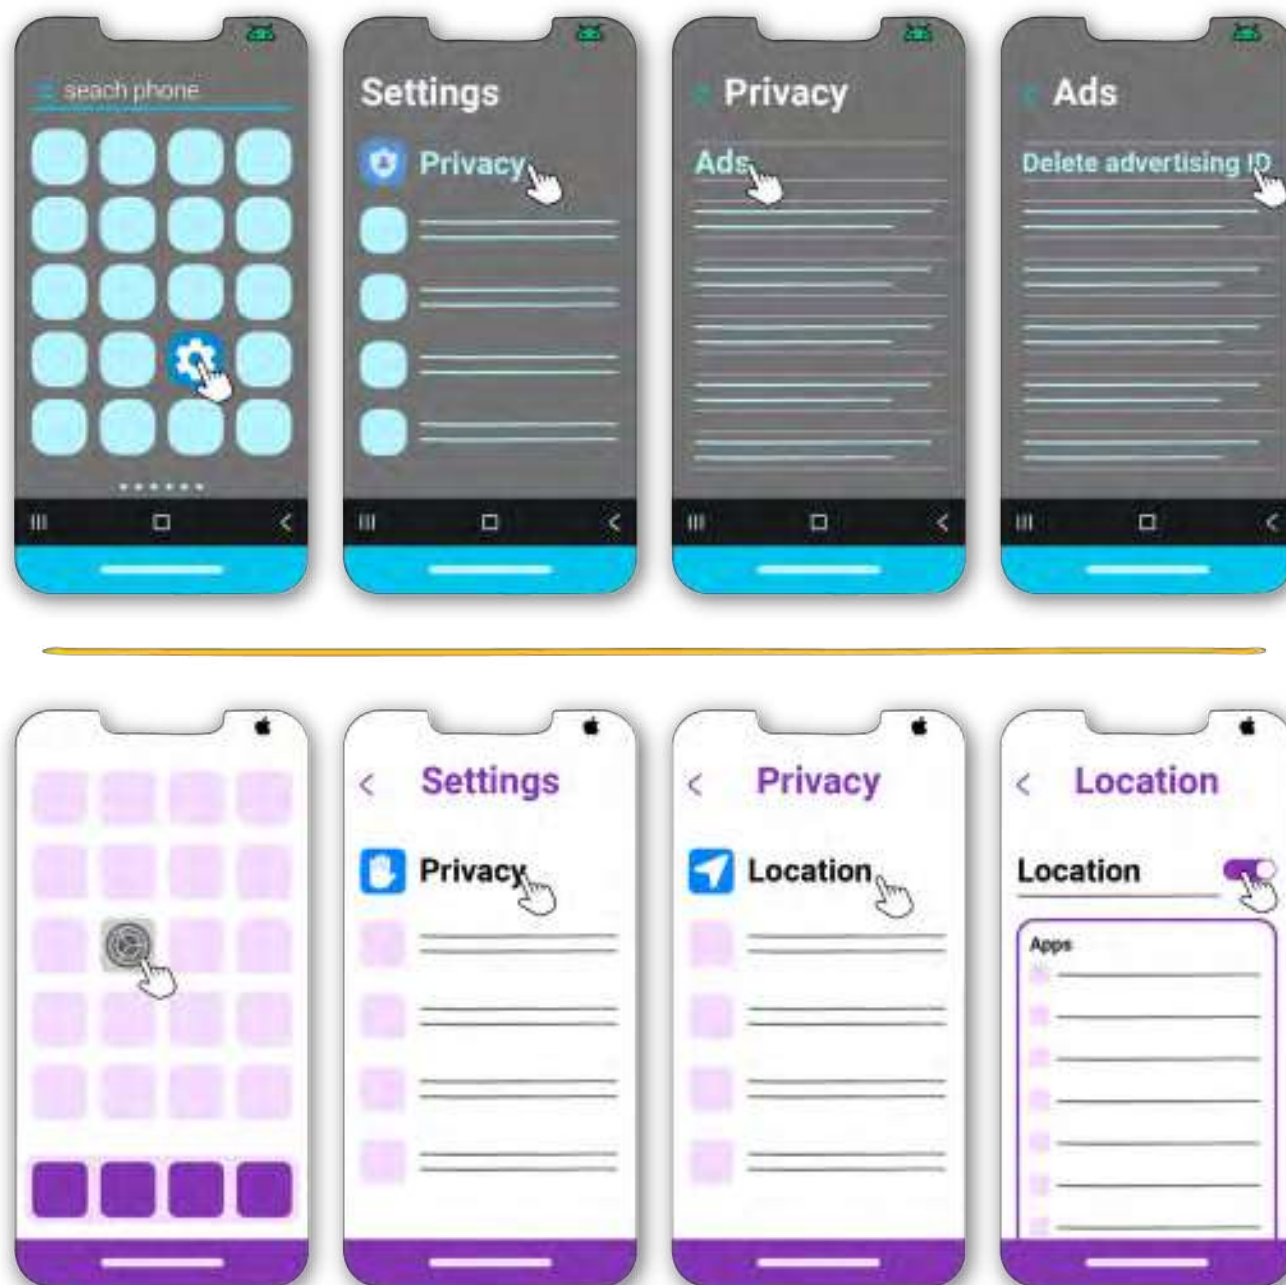 seach phone
Settings
Privacy
Privacy
Ads
Ads
Delete advertising ID
Settings
Privacy
Privacy
Location
Location
Location
Apps